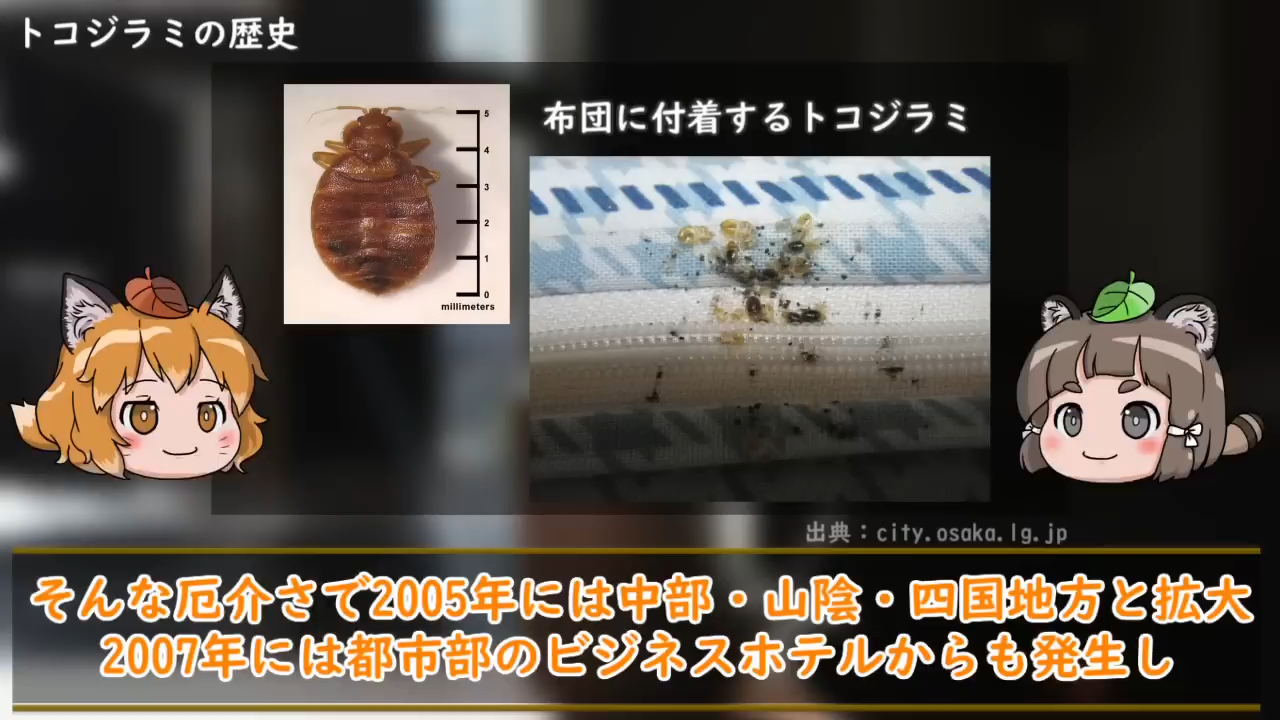 トコジラミの歴史
布団に付着するトコジラミ
5
4
3
2
1
0
millimeters
出典：city.osaka.lg.jp
そんな厄介さで2005年には中部・山陰・四国地方と拡大
2007年には都市部のビジネスホテルからも発生し